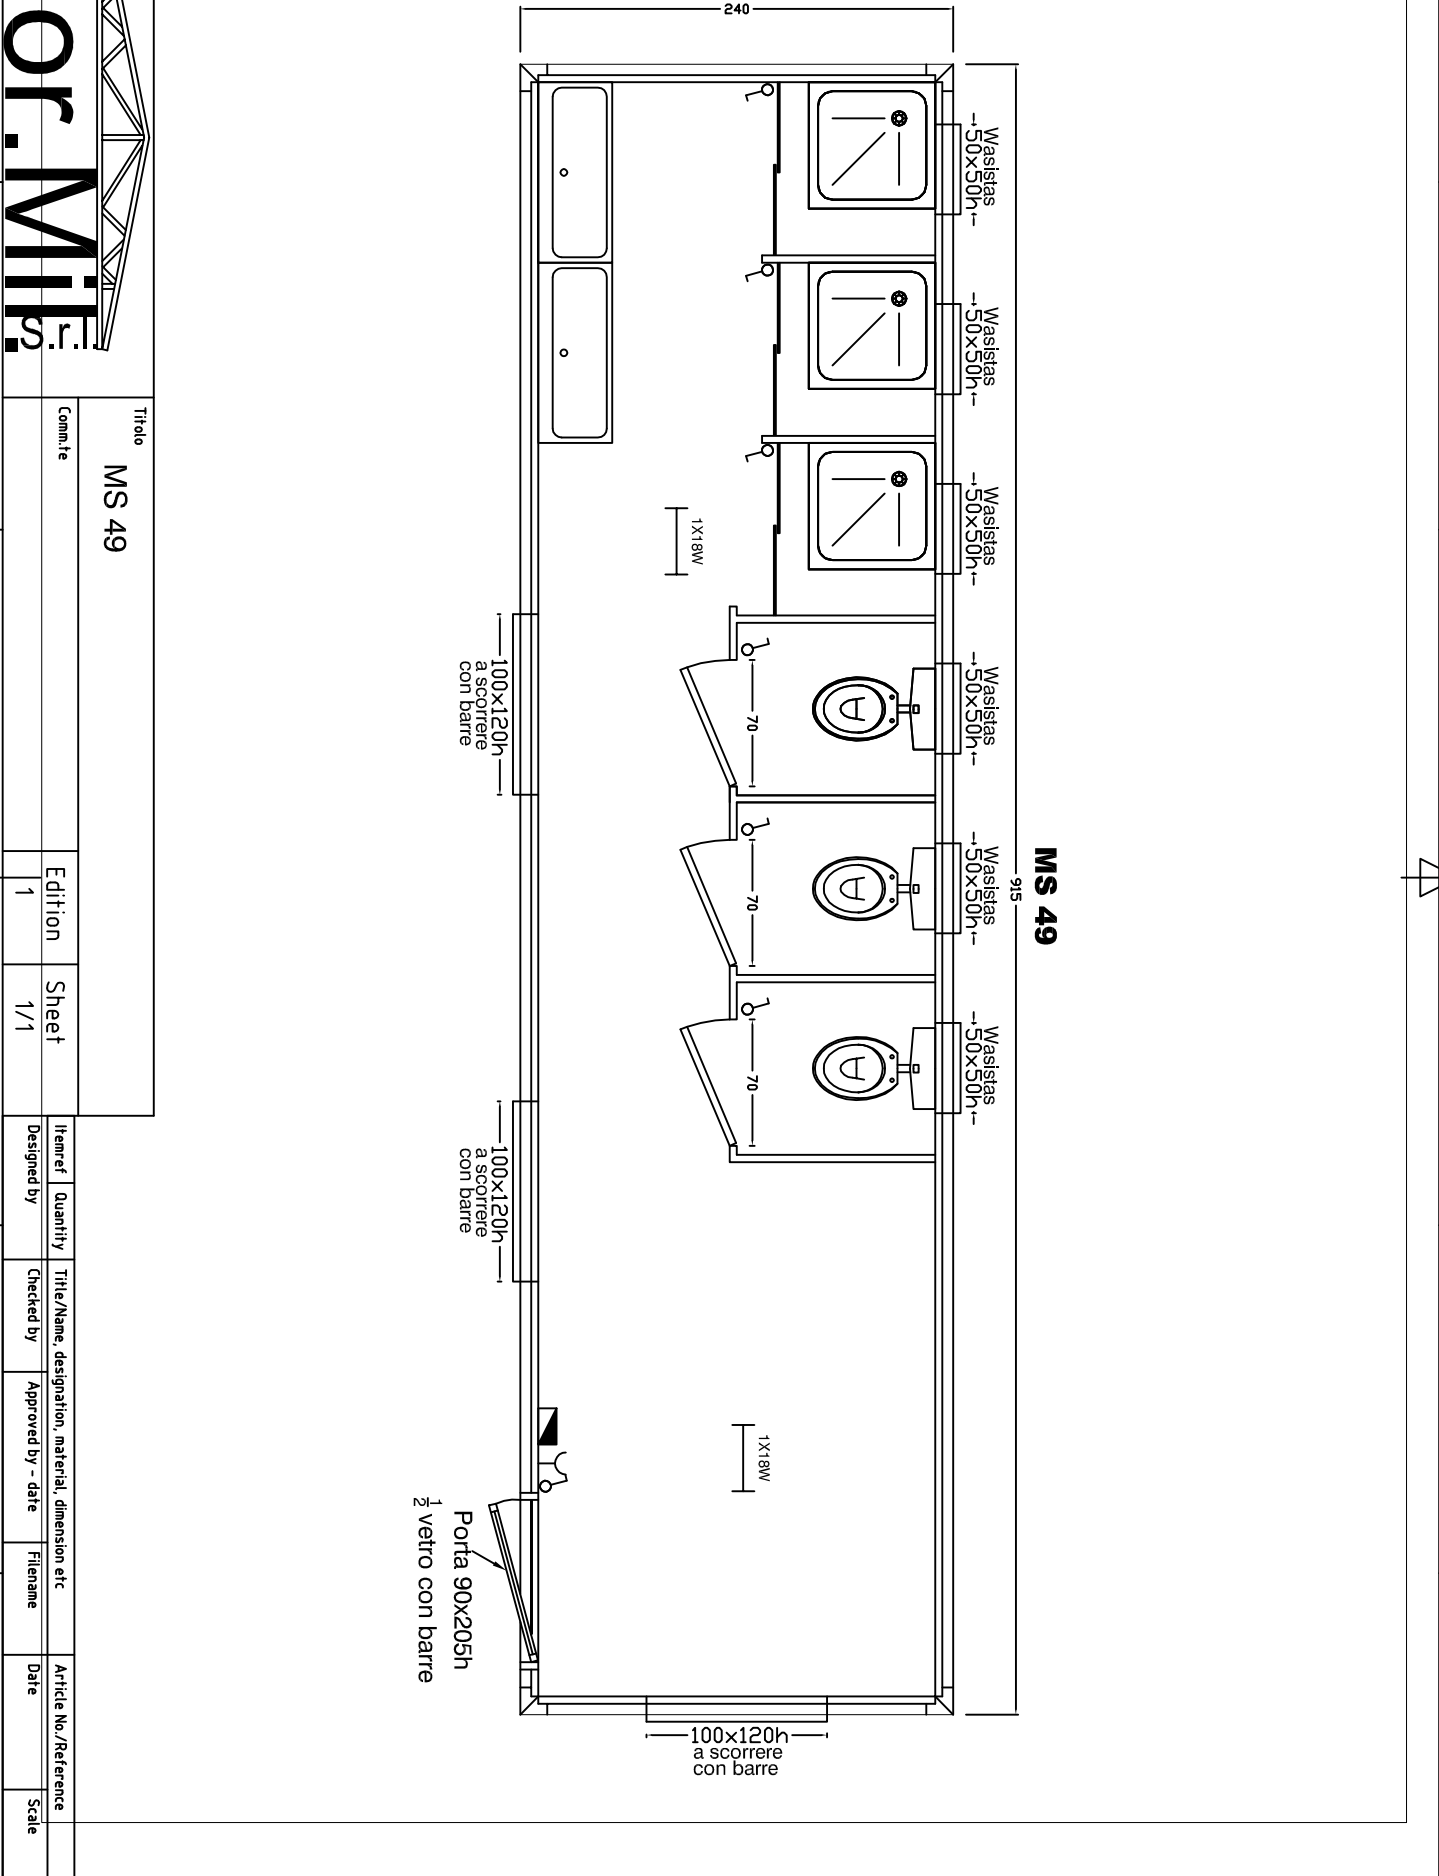 MS 49
915
240
Wasistas
50x50h
Wasistas
50x50h
Wasistas
50x50h
Wasistas
50x50h
Wasistas
50x50h
Wasistas
50x50h
70
70
70
1X18W
1X18W
100x120h
a scorrere
con barre
100x120h
a scorrere
con barre
100x120h
a scorrere
con barre
Porta 90x205h
½ vetro con barre
or.Mil.
S.r.l.
Titolo
MS 49
Comm.te
Edition
1
Sheet
1/1
Itemref
Quantity
Title/Name, designation, material, dimension etc
Article No./Reference
Designed by
Checked by
Approved by - date
Filename
Date
Scale